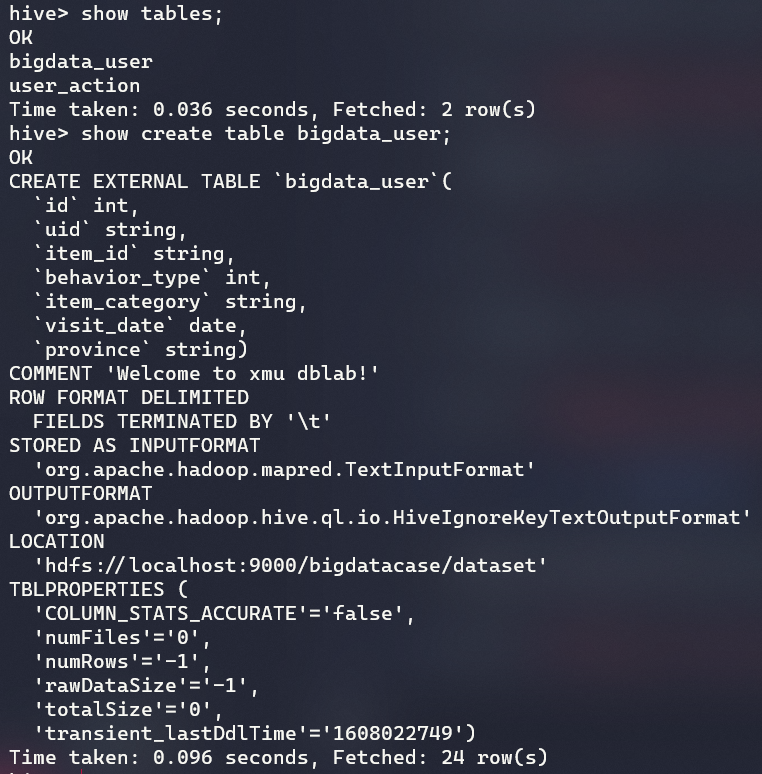 hive> show tables;
OK
bigdata_user
user_action
Time taken: 0.036 seconds, Fetched: 2 row(s)
hive> show create table bigdata_user;
OK
CREATE EXTERNAL TABLE `bigdata_user`(
  `id` int,
  `uid` string,
  `item_id` string,
  `behavior_type` int,
  `item_category` string,
  `visit_date` date,
  `province` string)
COMMENT 'Welcome to xmu dblab!'
ROW FORMAT DELIMITED
  FIELDS TERMINATED BY '\t'
STORED AS INPUTFORMAT
  'org.apache.hadoop.mapred.TextInputFormat'
OUTPUTFORMAT
  'org.apache.hadoop.hive.ql.io.HiveIgnoreKeyTextOutputFormat'
LOCATION
  'hdfs://localhost:9000/bigdatacase/dataset'
TBLPROPERTIES (
  'COLUMN_STATS_ACCURATE'='false',
  'numFiles'='0',
  'numRows'='-1',
  'rawDataSize'='-1',
  'totalSize'='0',
  'transient_lastDdlTime'='1608022749')
Time taken: 0.096 seconds, Fetched: 24 row(s)